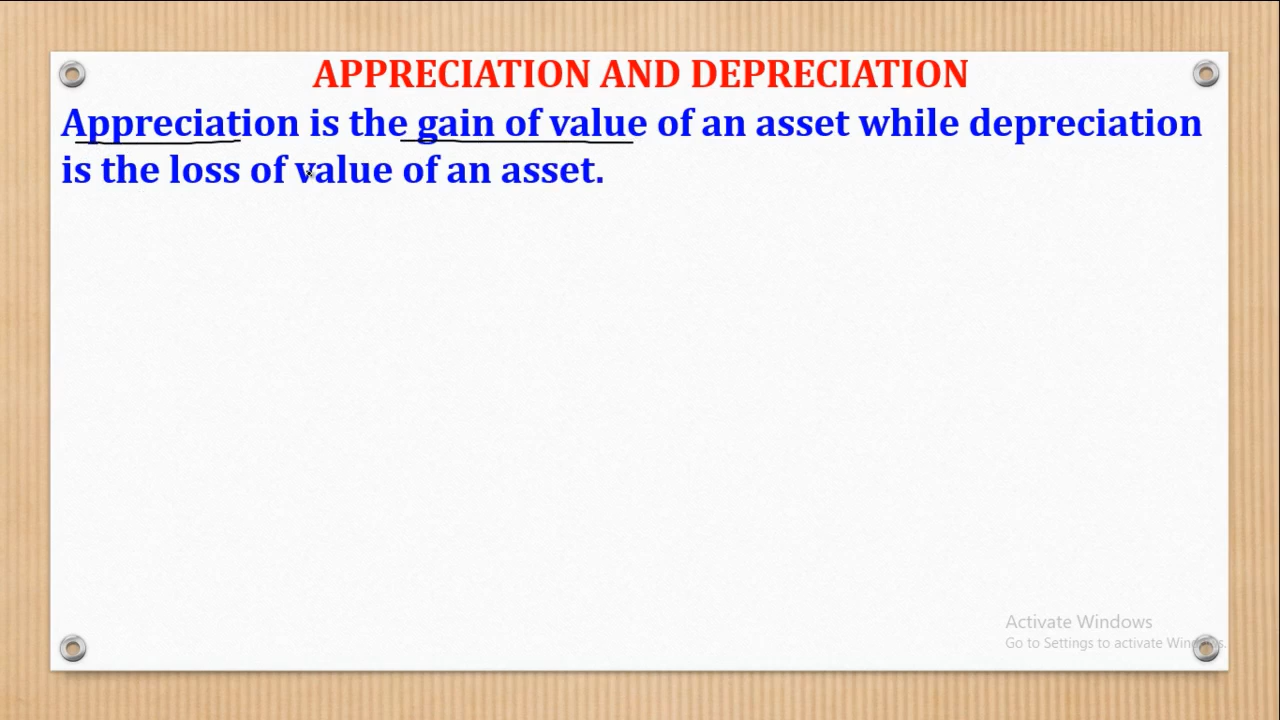 APPRECIATION AND DEPRECIATION
Appreciation is the gain of value of an asset while depreciation
is the loss of value of an asset.
Activate Windows
Go to Settings to activate Windows.